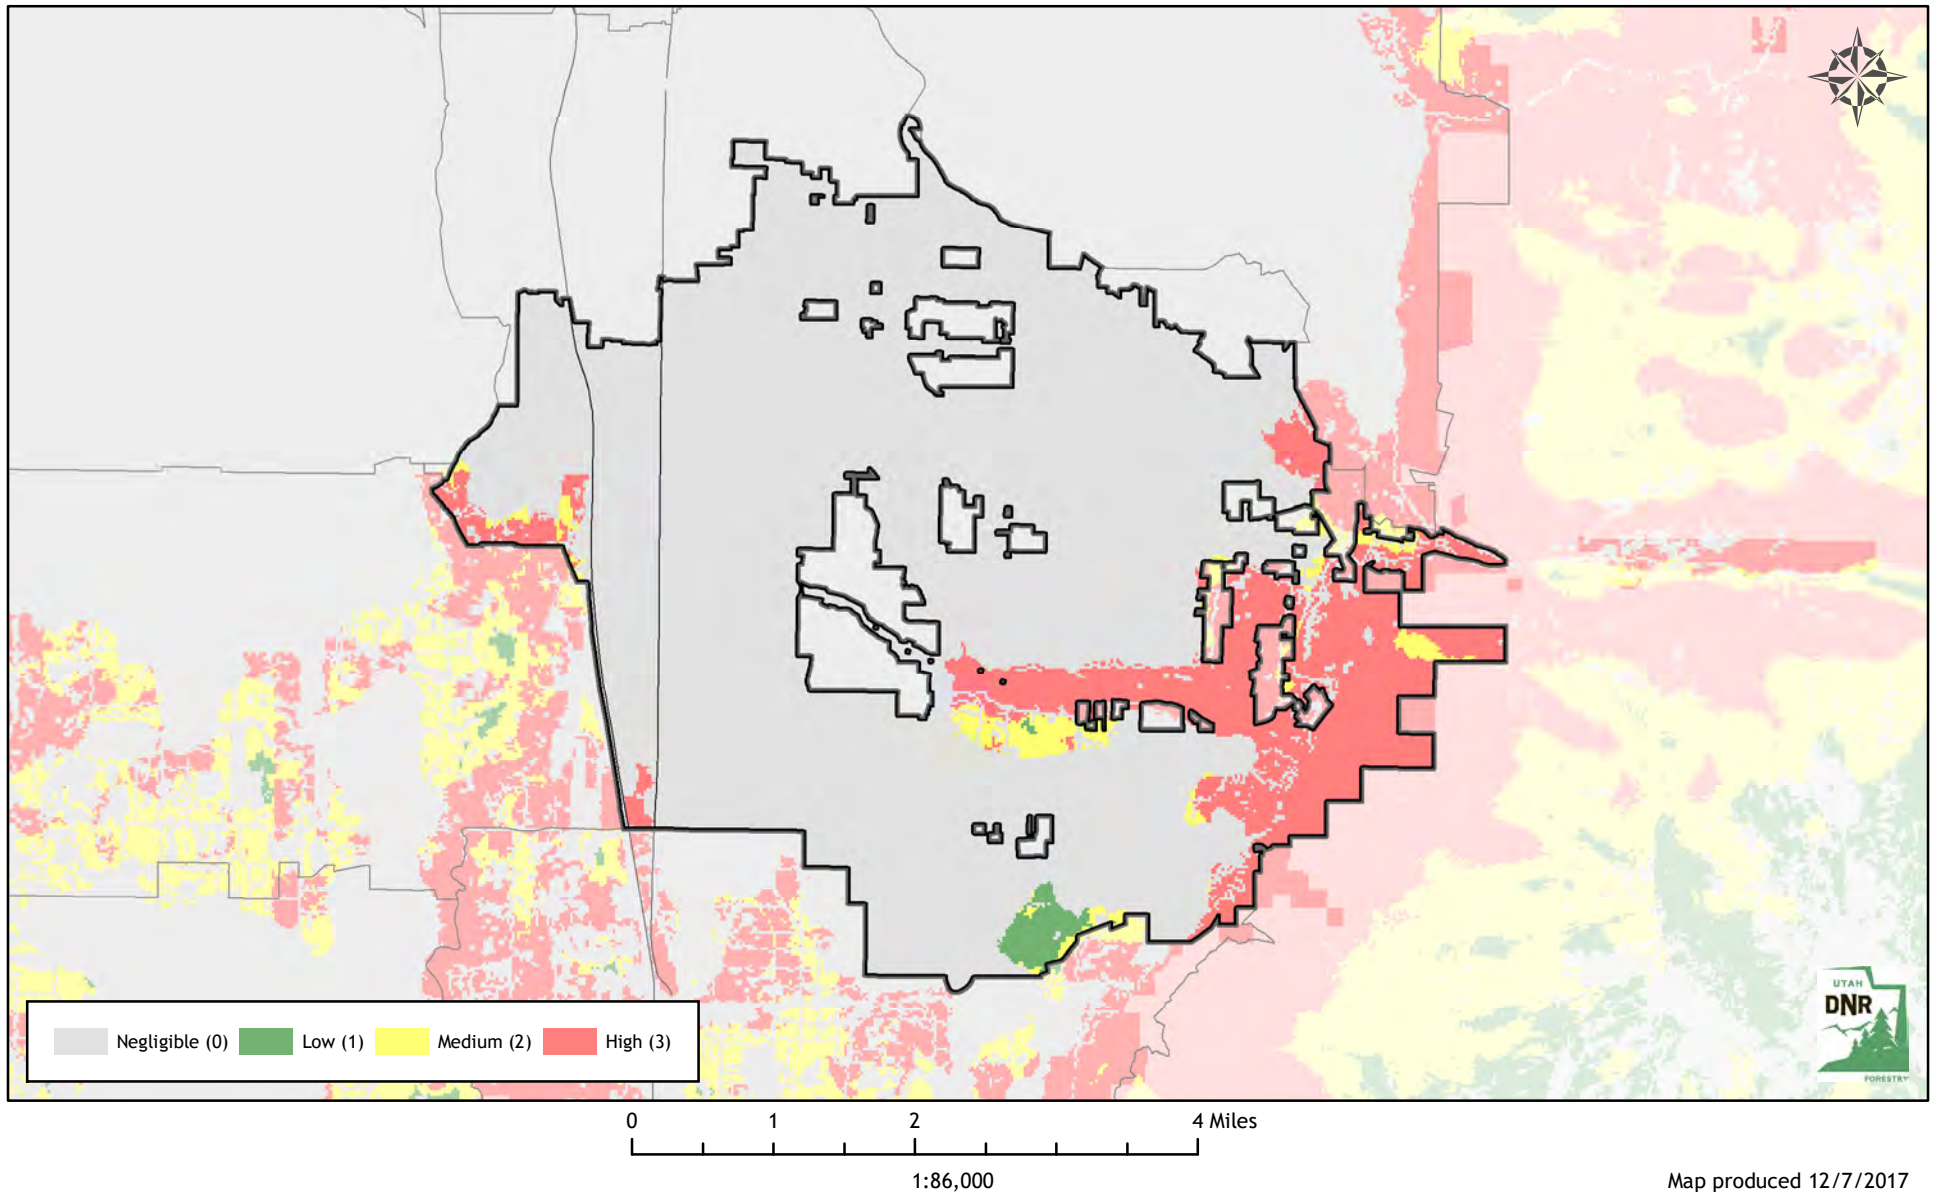 UTAH
DNR
FORESTRY
Negligible (0) Low (1) Medium (2) High (3)
0 1 2 4 Miles
1:86,000
Map produced 12/7/2017